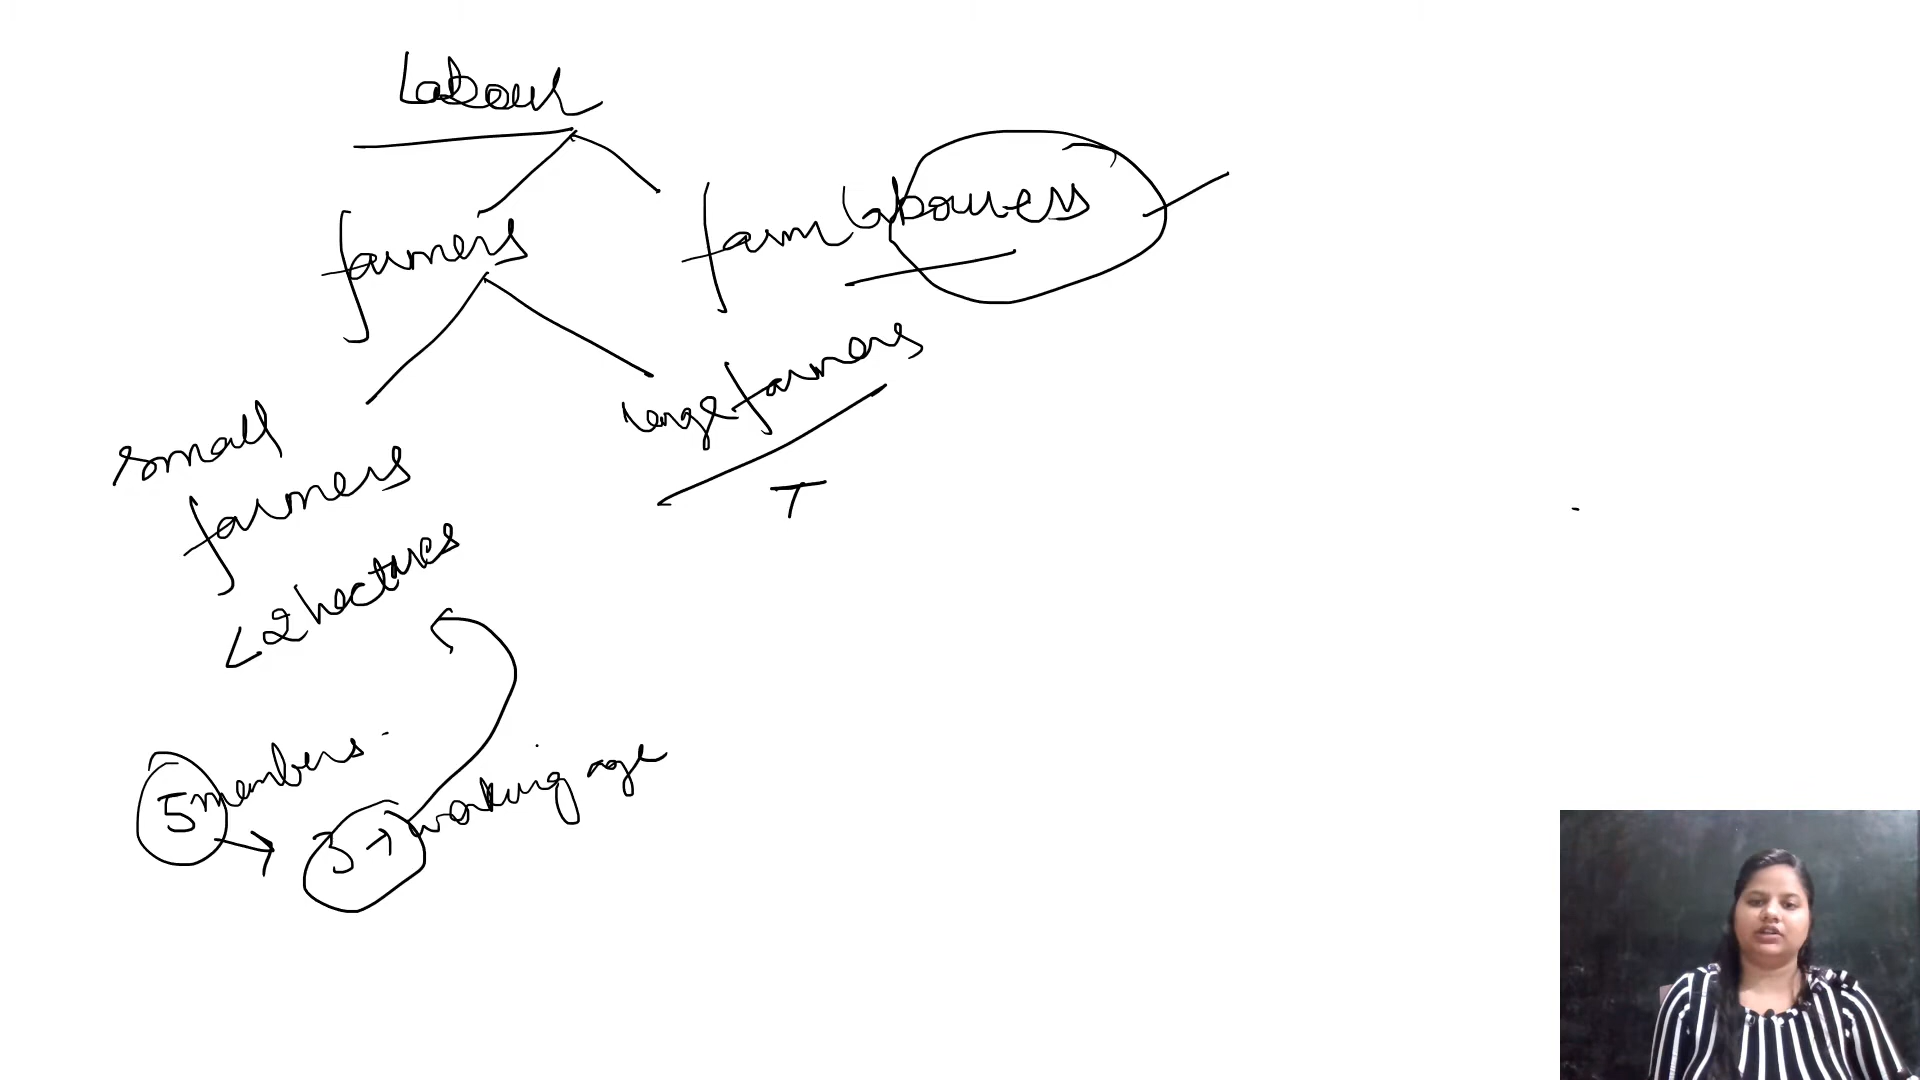 Labour
farmers
farm labourers
small
farmers
<2 hectares
large farmers
T
5 members
3 → working age